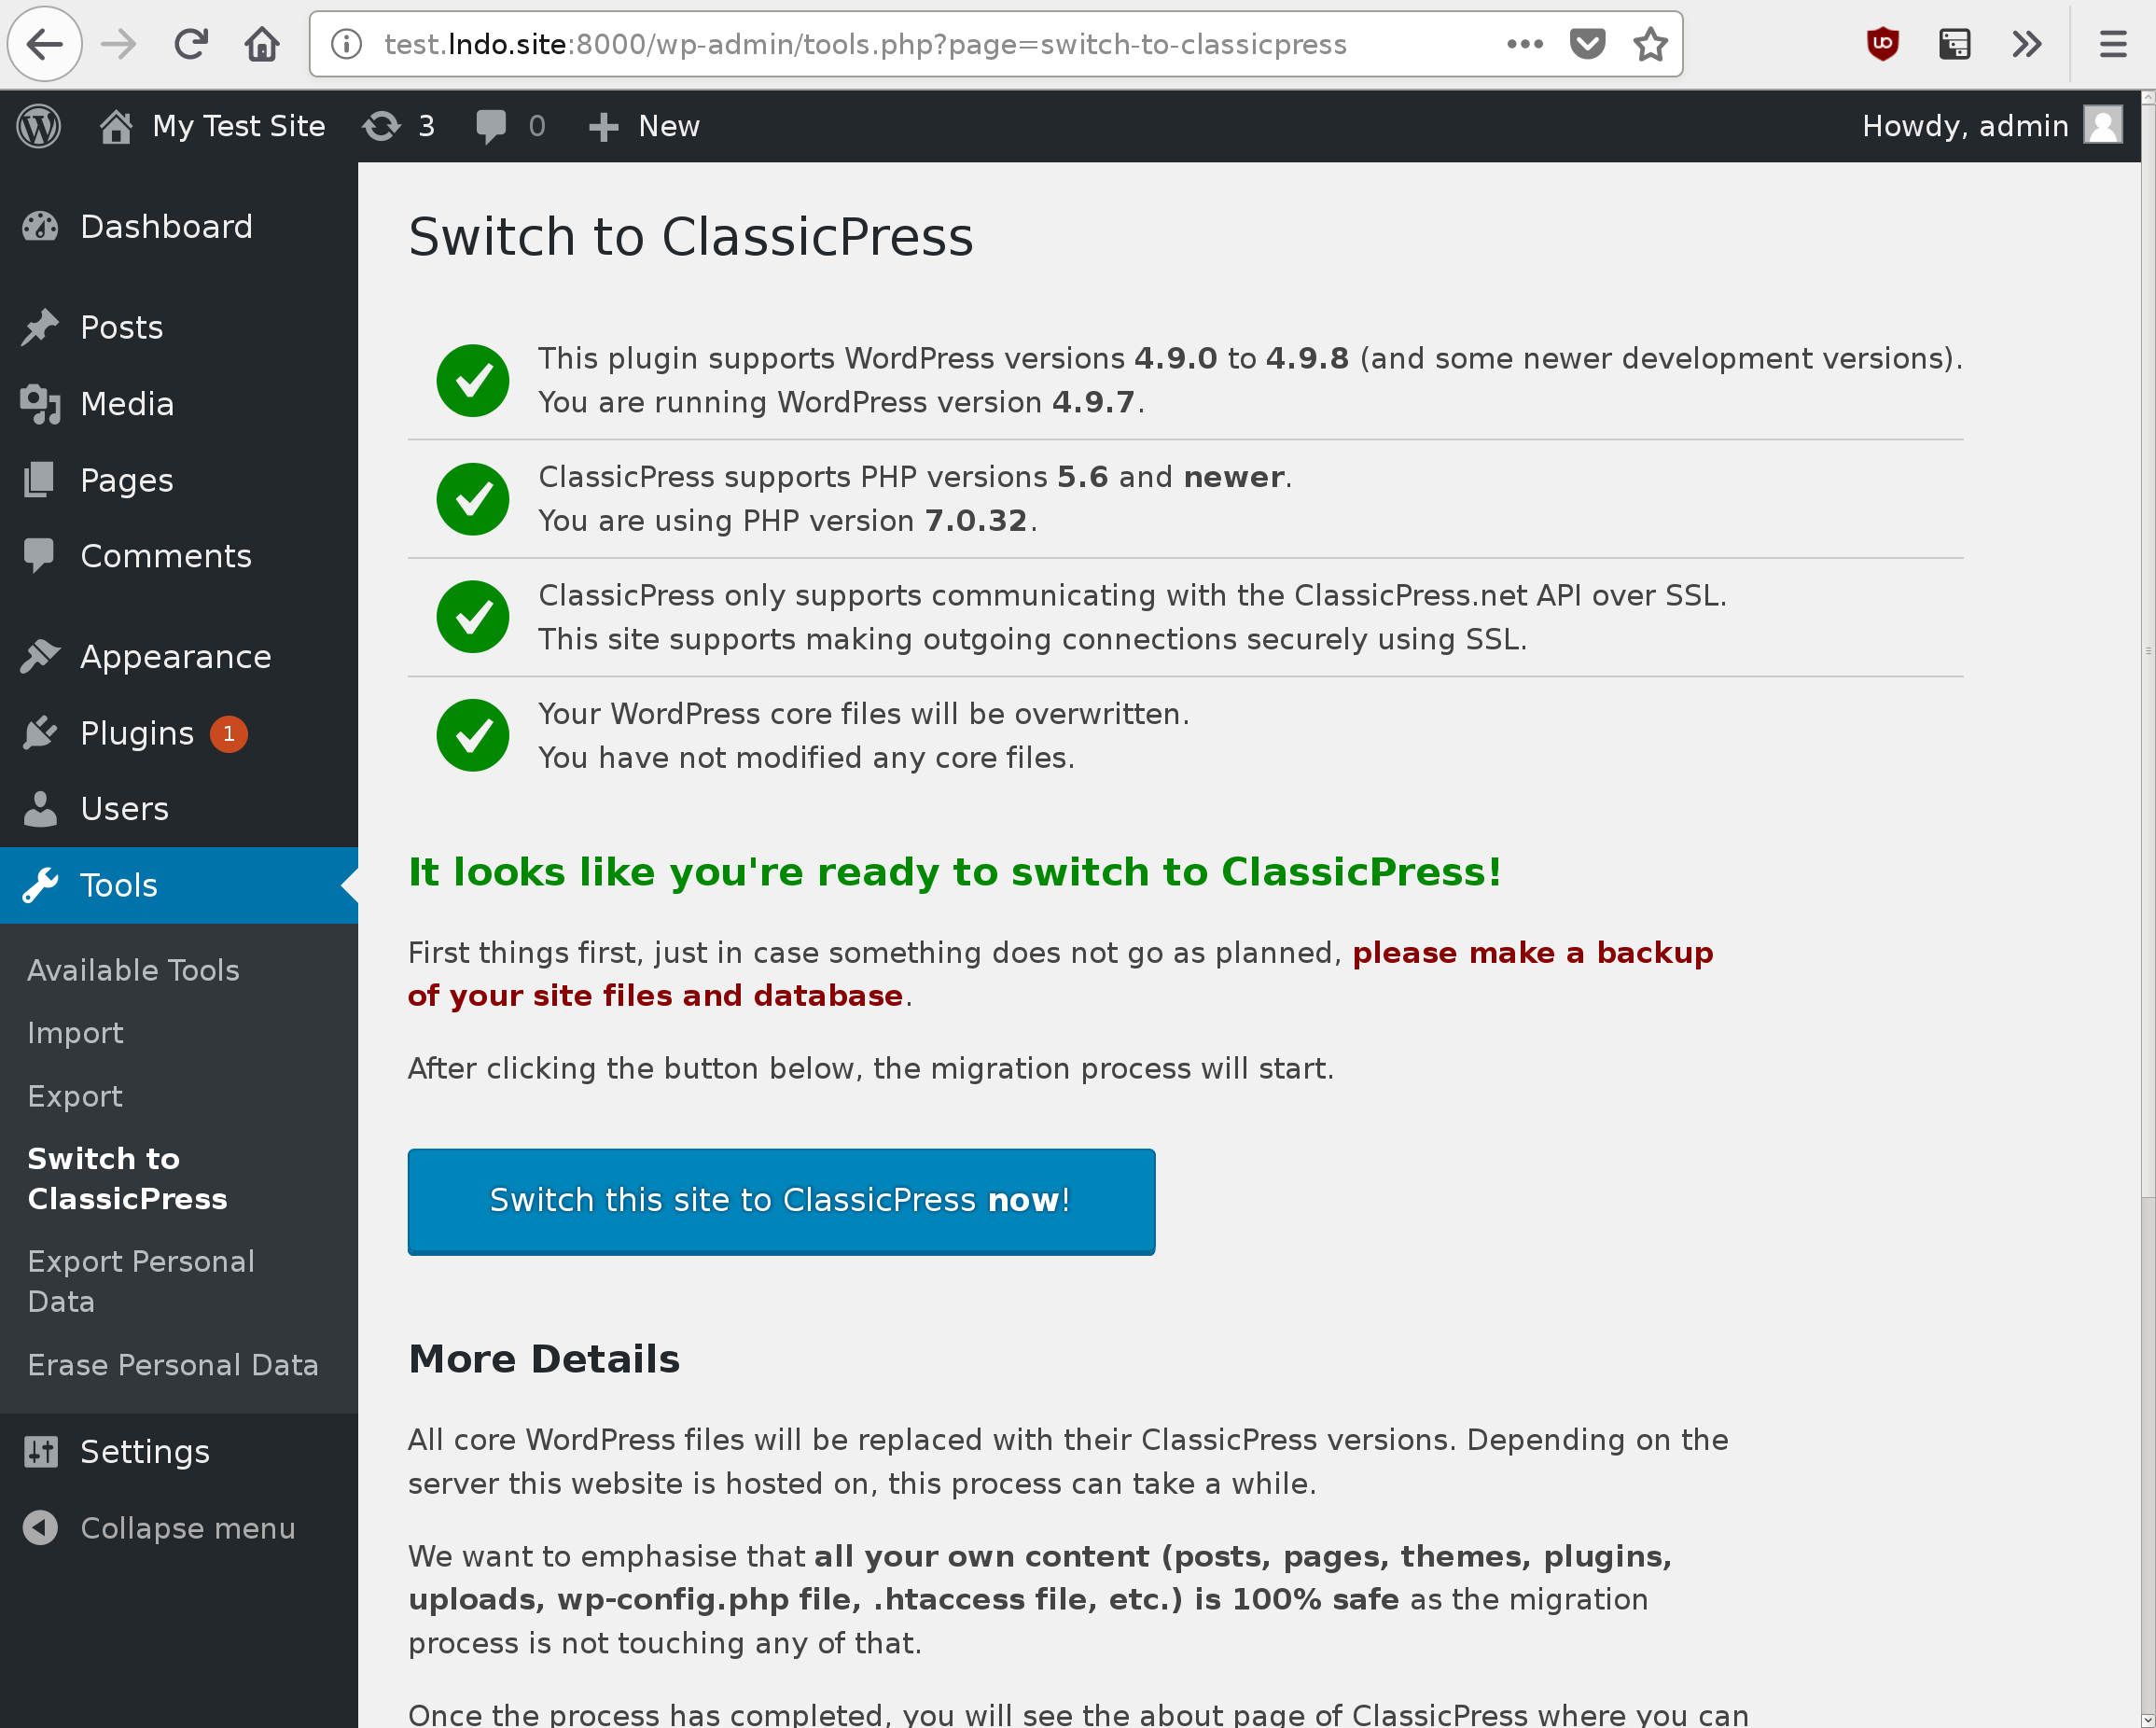 test.lndo.site:8000/wp-admin/tools.php?page=switch-to-classicpress
My Test Site 3 0 New Howdy, admin
Dashboard
Posts
Media
Pages
Comments
Appearance
Plugins 1
Users
Tools
Available Tools
Import
Export
Switch to
ClassicPress
Export Personal
Data
Erase Personal Data
Settings
Collapse menu
Switch to ClassicPress
This plugin supports WordPress versions 4.9.0 to 4.9.8 (and some newer development versions).
You are running WordPress version 4.9.7.
ClassicPress supports PHP versions 5.6 and newer.
You are using PHP version 7.0.32.
ClassicPress only supports communicating with the ClassicPress.net API over SSL.
This site supports making outgoing connections securely using SSL.
Your WordPress core files will be overwritten.
You have not modified any core files.
It looks like you're ready to switch to ClassicPress!
First things first, just in case something does not go as planned, please make a backup
of your site files and database.
After clicking the button below, the migration process will start.
Switch this site to ClassicPress now!
More Details
All core WordPress files will be replaced with their ClassicPress versions. Depending on the
server this website is hosted on, this process can take a while.
We want to emphasise that all your own content (posts, pages, themes, plugins,
uploads, wp-config.php file, .htaccess file, etc.) is 100% safe as the migration
process is not touching any of that.
Once the process has completed, you will see the about page of ClassicPress where you can